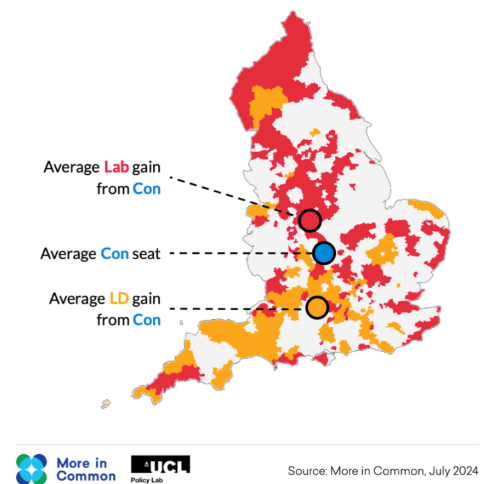 Average Lab gain
from Con
Average Con seat
Average LD gain
from Con
More in
Common
UCL
Policy Lab
Source: More in Common, July 2024